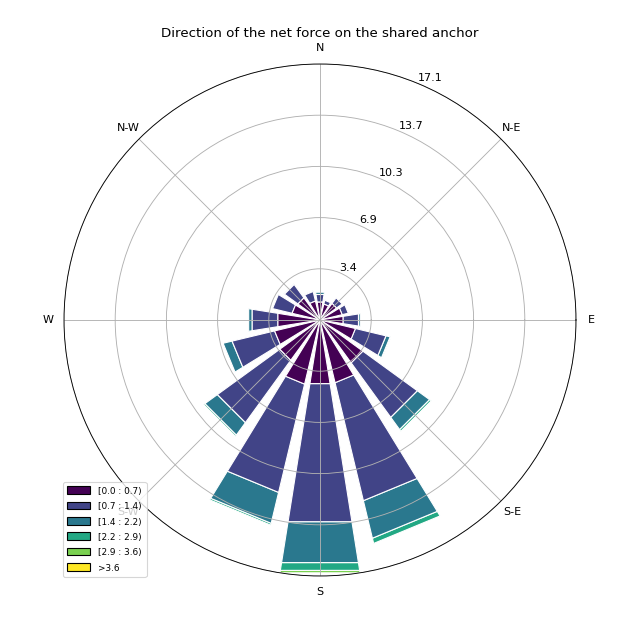 Direction of the net force on the shared anchor
N
17.1
N-W
13.7
N-E
10.3
6.9
3.4
W
E
[0.0 : 0.7)
[0.7 : 1.4)
S-W
S-E
[1.4 : 2.2)
[2.2 : 2.9)
[2.9 : 3.6)
>3.6
S